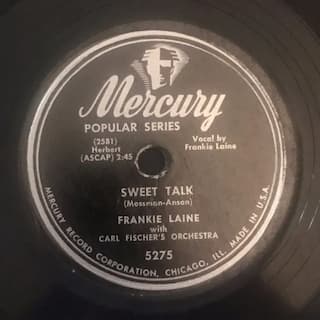 Mercury
POPULAR SERIES
(2581)
Herbert
(ASCAP) 2:45
Vocal by
Frankie Laine
SWEET TALK
(Messrian-Anson)
FRANKIE LAINE
with
CARL FISCHER'S ORCHESTRA
5275
MERCURY RECORD CORPORATION, CHICAGO, ILL. MADE IN U.S.A.